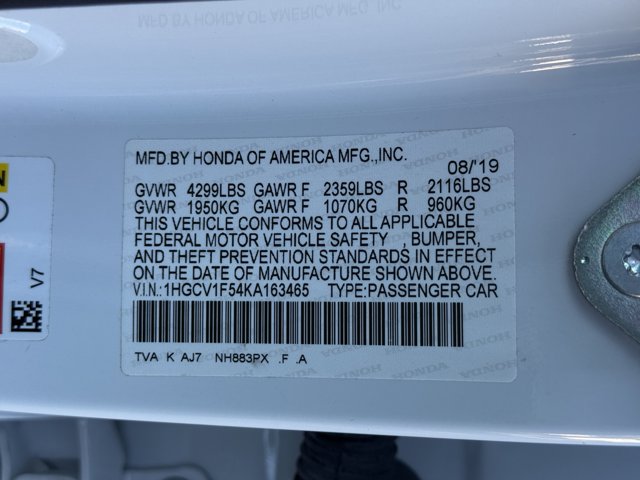 MFD.BY HONDA OF AMERICA MFG.,INC.
08/'19
GVWR 4299LBS GAWR F 2359LBS R 2116LBS
GVWR 1950KG GAWR F 1070KG R 960KG
THIS VEHICLE CONFORMS TO ALL APPLICABLE
FEDERAL MOTOR VEHICLE SAFETY , BUMPER,
AND THEFT PREVENTION STANDARDS IN EFFECT
ON THE DATE OF MANUFACTURE SHOWN ABOVE.
V.I.N.:1HGCV1F54KA163465 TYPE:PASSENGER CAR
TVA K AJ7 NH883PX .F .A
V7